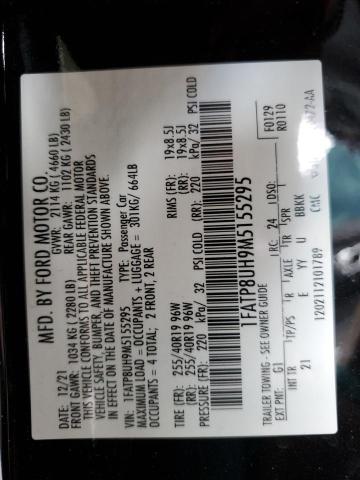 MFD. BY FORD MOTOR CO.
DATE: 12/21 GVWR: 2114 KG (4660 LB)
FRONT GAWR: 1034 KG (2280 LB) REAR GAWR: 1102 KG (2430 LB)
THIS VEHICLE CONFORMS TO ALL APPLICABLE FEDERAL MOTOR
VEHICLE SAFETY, BUMPER, AND THEFT PREVENTION STANDARDS
IN EFFECT ON THE DATE OF MANUFACTURE SHOWN ABOVE.
VIN: 1FATP8UH9M5155295 TYPE: Passenger Car
MAXIMUM LOAD = OCCUPANTS + LUGGAGE = 301KG/ 664LB
OCCUPANTS = 4 TOTAL: 2 FRONT, 2 REAR
TIRE (FR): 255/40R19 96W RIMS (FR): 19x8.5J
(RR): 255/40R19 96W (RR): 19x8.5J
PRESSURE (FR): 220 kPa/ 32 PSI COLD (RR): 220 kPa/ 32 PSI COLD
1FATP8UH9M5155295
TRAILER TOWING - SEE OWNER GUIDE F0129
EXT PNT: G1 RC: 24 DSO: R0110
INT TR TP/PS R AXLE TR SPR
21 E YY U BBKK
1202112101789 CMC